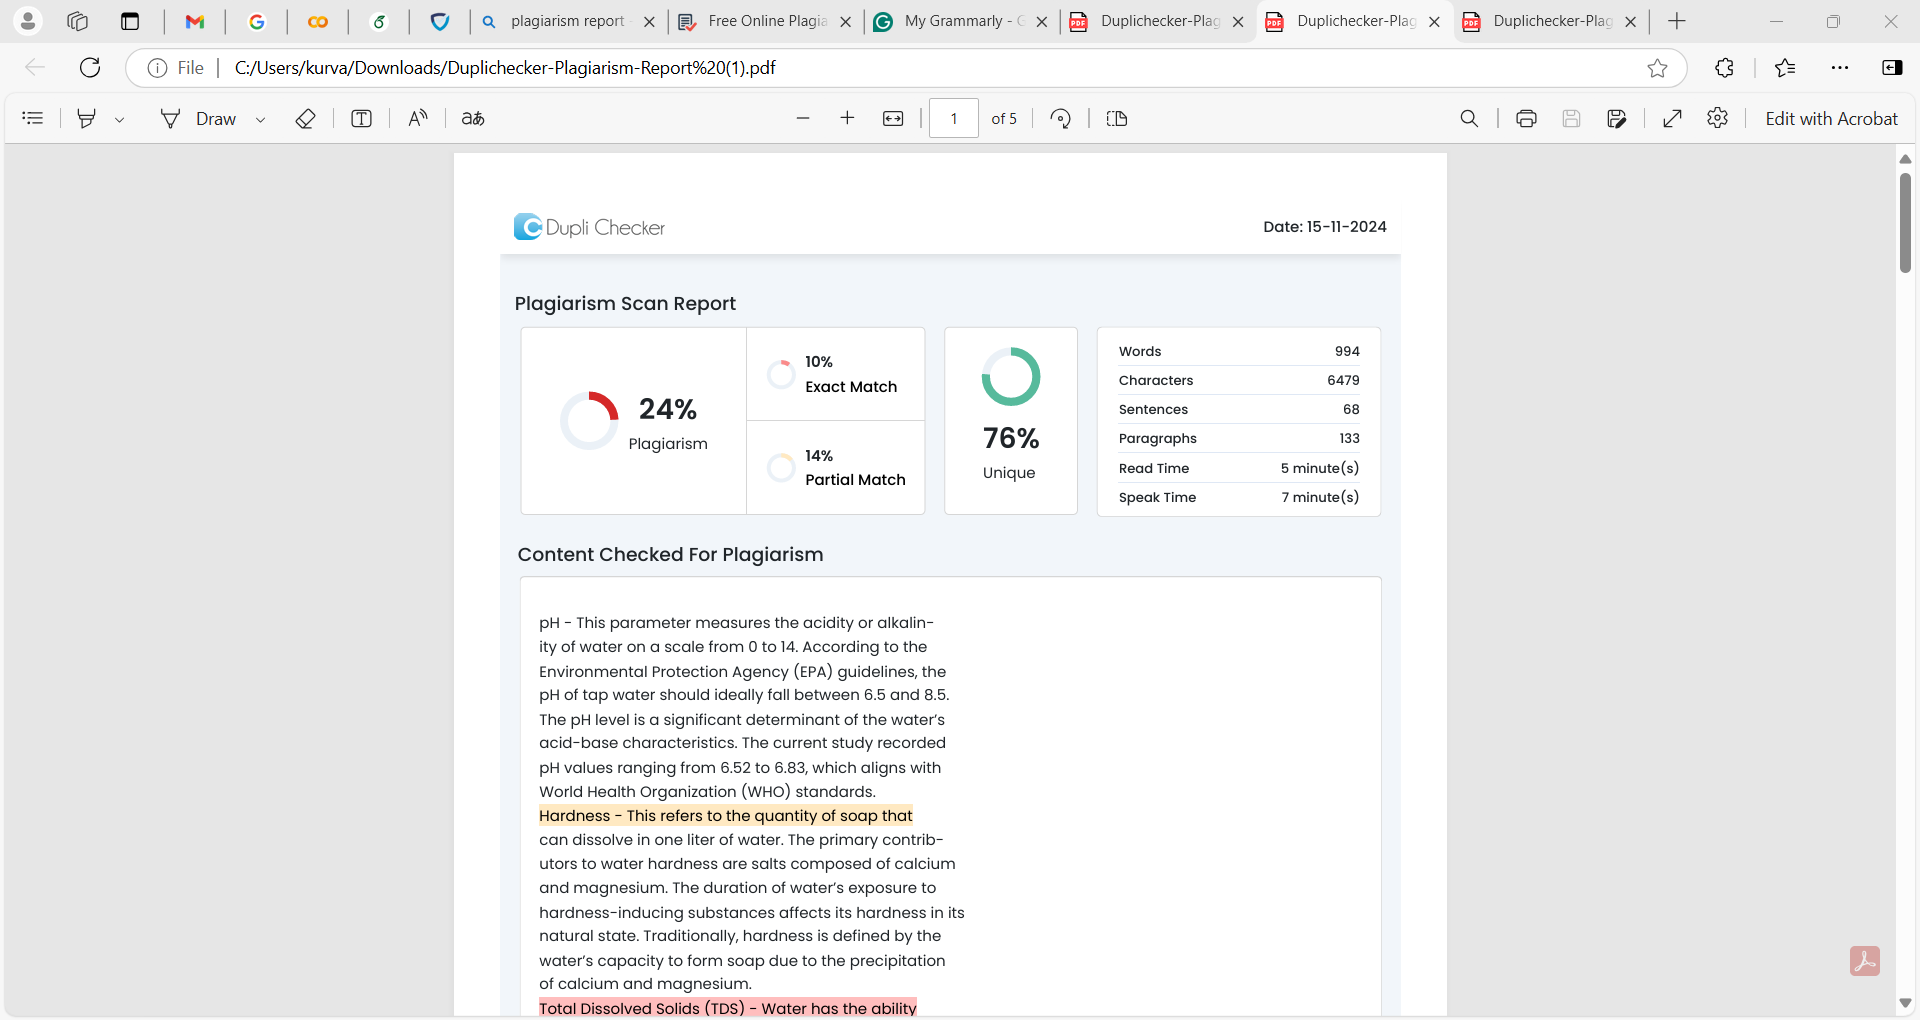 plagiarism report
Free Online Plagia
My Grammarly - G
Duplichecker-Plag
Duplichecker-Plag
Duplichecker-Plag
File
C:/Users/kurva/Downloads/Duplichecker-Plagiarism-Report%20(1).pdf
Draw
1 of 5
Edit with Acrobat
Dupli Checker
Date: 15-11-2024
Plagiarism Scan Report
24%
Plagiarism
10%
Exact Match
14%
Partial Match
76%
Unique
Words 994
Characters 6479
Sentences 68
Paragraphs 133
Read Time 5 minute(s)
Speak Time 7 minute(s)
Content Checked For Plagiarism
pH - This parameter measures the acidity or alkalin-
ity of water on a scale from 0 to 14. According to the
Environmental Protection Agency (EPA) guidelines, the
pH of tap water should ideally fall between 6.5 and 8.5.
The pH level is a significant determinant of the water's
acid-base characteristics. The current study recorded
pH values ranging from 6.52 to 6.83, which aligns with
World Health Organization (WHO) standards.
Hardness - This refers to the quantity of soap that
can dissolve in one liter of water. The primary contrib-
utors to water hardness are salts composed of calcium
and magnesium. The duration of water's exposure to
hardness-inducing substances affects its hardness in its
natural state. Traditionally, hardness is defined by the
water's capacity to form soap due to the precipitation
of calcium and magnesium.
Total Dissolved Solids (TDS) - Water has the ability